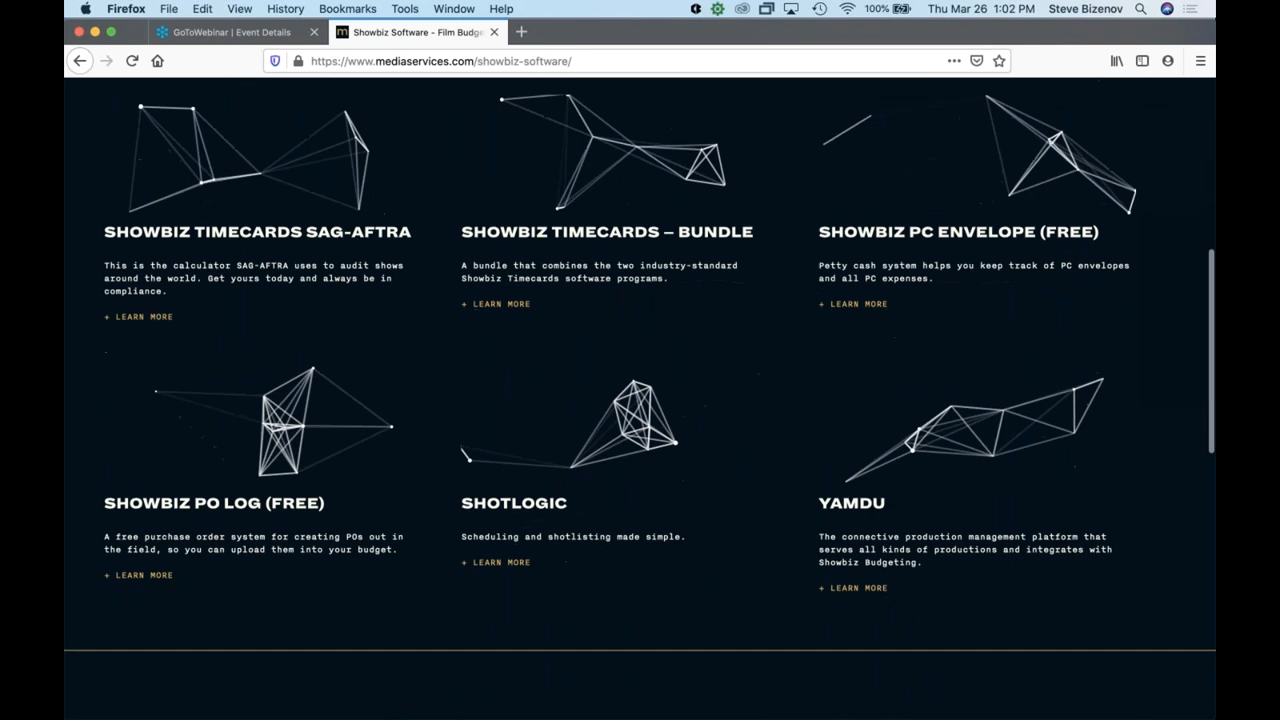 Firefox File Edit View History Bookmarks Tools Window Help 100% Thu Mar 26 1:02 PM Steve Bizenov
GoToWebinar | Event Details
Showbiz Software - Film Budge
https://www.mediaservices.com/showbiz-software/
SHOWBIZ TIMECARDS SAG-AFTRA
This is the calculator SAG-AFTRA uses to audit shows
around the world. Get yours today and always be in
compliance.
+ LEARN MORE
SHOWBIZ TIMECARDS – BUNDLE
A bundle that combines the two industry-standard
Showbiz Timecards software programs.
+ LEARN MORE
SHOWBIZ PC ENVELOPE (FREE)
Petty cash system helps you keep track of PC envelopes
and all PC expenses.
+ LEARN MORE
SHOWBIZ PO LOG (FREE)
A free purchase order system for creating POs out in
the field, so you can upload them into your budget.
+ LEARN MORE
SHOTLOGIC
Scheduling and shotlisting made simple.
+ LEARN MORE
YAMDU
The connective production management platform that
serves all kinds of productions and integrates with
Showbiz Budgeting.
+ LEARN MORE